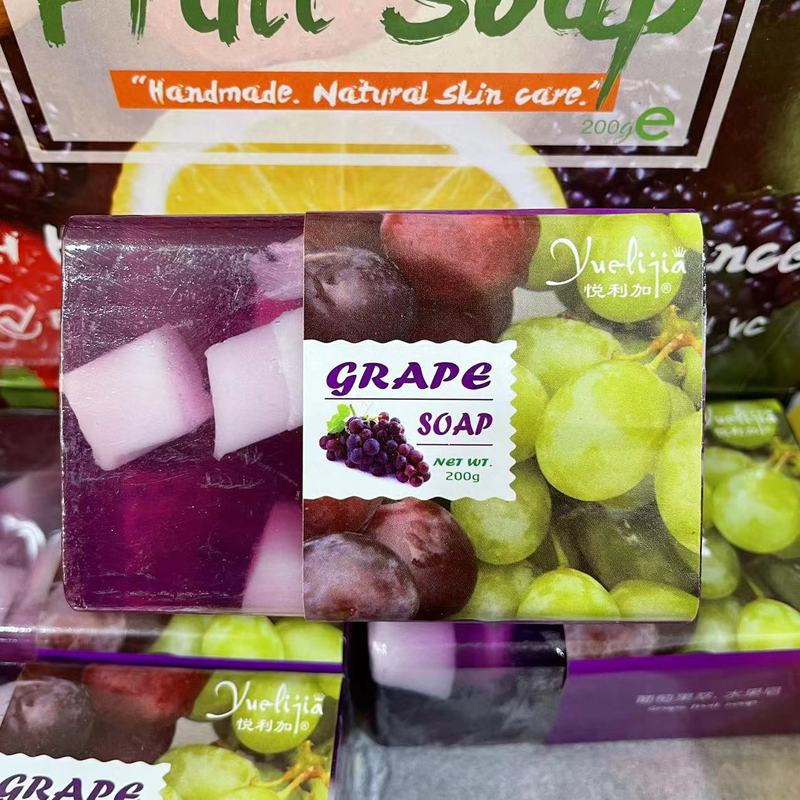 Fruit Soap
"Handmade. Natural skin care."
200g e
Yuelijia
悦利加®
GRAPE
SOAP
NET WT.
200g
VC
Yuelijia
悦利加®
GRAPE